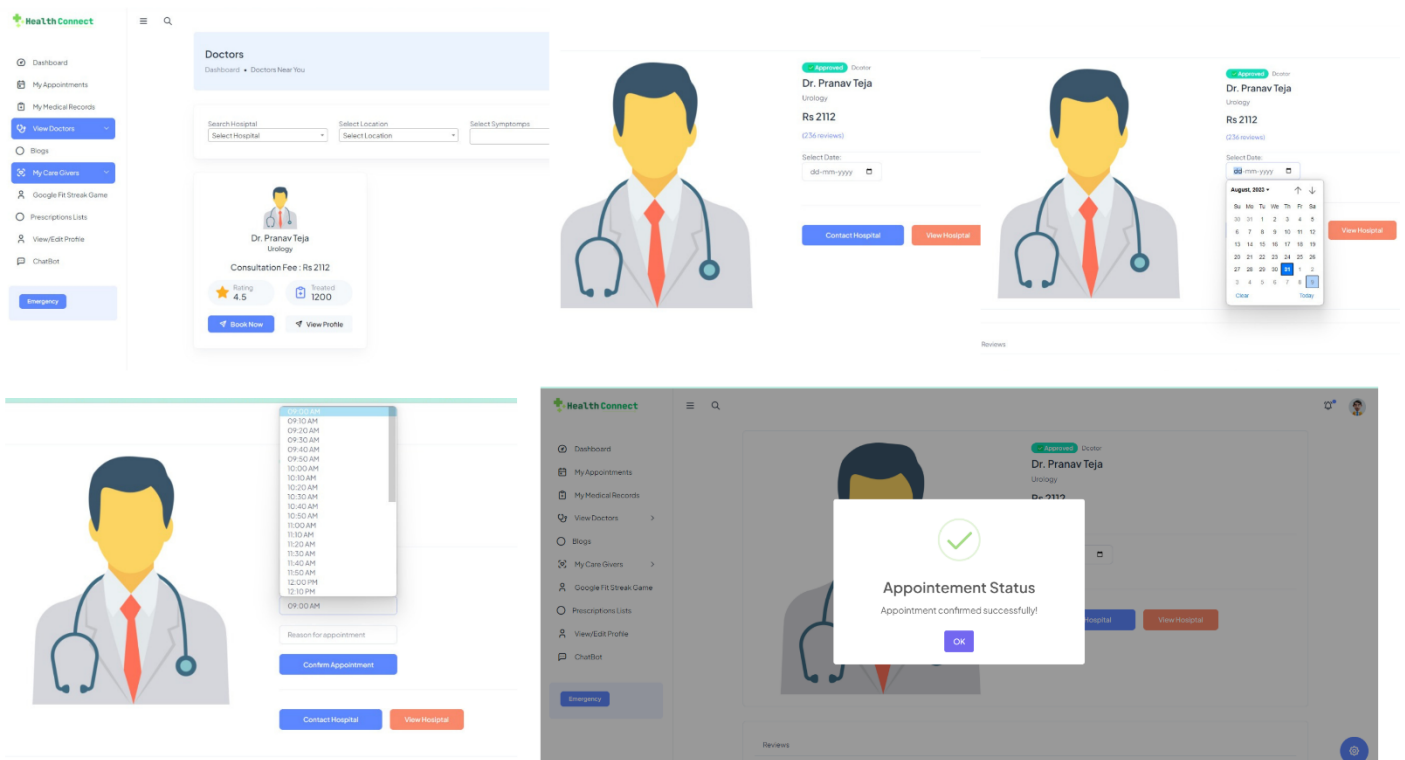 Health Connect
Dashboard
My Appointments
My Medical Records
View Doctors
Blogs
My Care Givers
Google Fit Streak Game
Prescriptions Lists
View/Edit Profile
ChatBot
Emergency
Doctors
Dashboard • Doctors Near You
Search Hosiptal Select Location Select Symptomps
Select Hospital Select Location
Dr. Pranav Teja
Urology
Consultation Fee : Rs 2112
Rating Treated
4.5 1200
Book Now View Profile
Approved Doctor
Dr. Pranav Teja
Urology
Rs 2112
(236 reviews)
Select Date:
dd-mm-yyyy
Contact Hospital View Hosiptal
Approved Doctor
Dr. Pranav Teja
Urology
Rs 2112
(236 reviews)
Select Date:
dd-mm-yyyy
August, 2023
Su Mo Tu We Th Fr Sa
30 31 1 2 3 4 5
6 7 8 9 10 11 12
13 14 15 16 17 18 19
20 21 22 23 24 25 26
27 28 29 30 31 1 2
3 4 5 6 7 8 9
Clear Today
View Hosiptal
Reviews
09:00 AM
09:10 AM
09:20 AM
09:30 AM
09:40 AM
09:50 AM
10:00 AM
10:10 AM
10:20 AM
10:30 AM
10:40 AM
10:50 AM
11:00 AM
11:10 AM
11:20 AM
11:30 AM
11:40 AM
11:50 AM
12:00 PM
12:10 PM
09:00 AM
Reason for appointment
Confirm Appointment
Contact Hospital View Hosiptal
Health Connect
Dashboard
My Appointments
My Medical Records
View Doctors
Blogs
My Care Givers
Google Fit Streak Game
Prescriptions Lists
View/Edit Profile
ChatBot
Emergency
Approved Doctor
Dr. Pranav Teja
Urology
Rs 2112
Appointement Status
Appointment confirmed successfully!
OK
Hospital View Hosiptal
Reviews